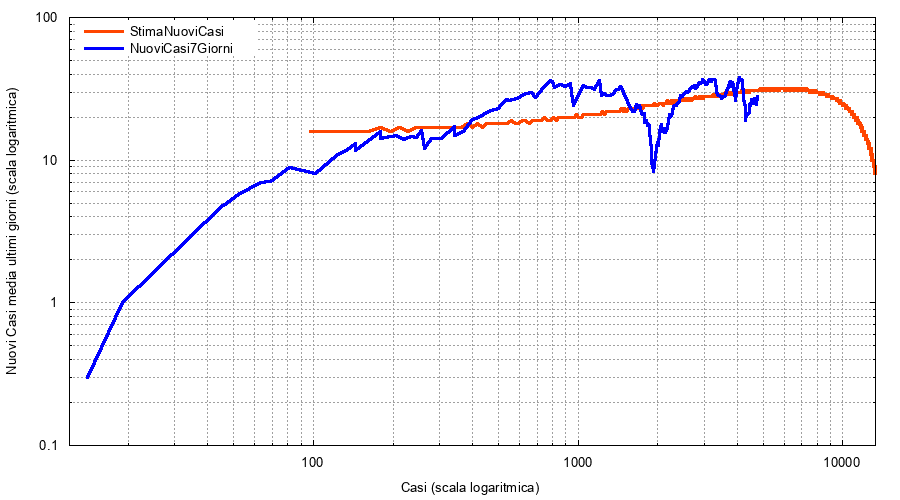 100
StimaNuoviCasi
NuoviCasi7Giorni
10
1
0.1
Nuovi Casi media ultimi giorni (scala logaritmica)
100
1000
10000
Casi (scala logaritmica)